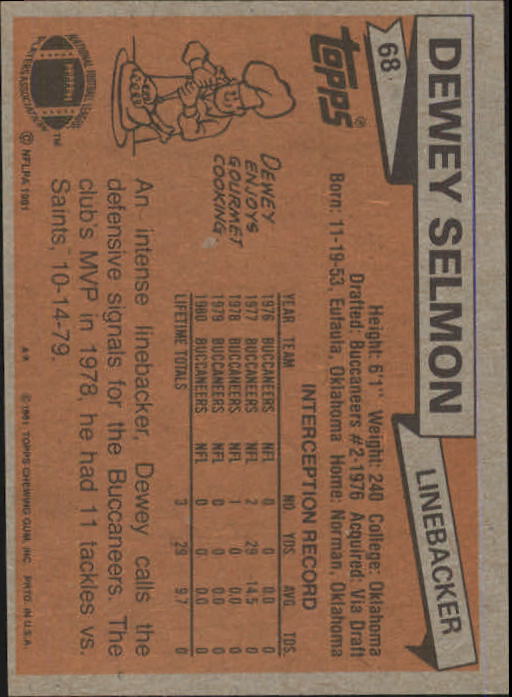 68
DEWEY SELMON
LINEBACKER
TOPPS®
Height: 6'1" Weight: 240 College: Oklahoma
Drafted: Buccaneers #2-1976 Acquired: Via Draft
Born: 11-19-53, Eufaula, Oklahoma Home: Norman, Oklahoma
INTERCEPTION RECORD
YEAR TEAM NO. YDS. AVG. TDS.
1976 BUCCANEERS NFL 0 0 0.0 0
1977 BUCCANEERS NFL 2 29 14.5 0
1978 BUCCANEERS NFL 1 0 0.0 0
1979 BUCCANEERS NFL 0 0 0.0 0
1980 BUCCANEERS NFL 0 0 0.0 0
LIFETIME TOTALS 3 29 9.7 0
DEWEY
ENJOYS
GOURMET
COOKING.
An intense linebacker, Dewey calls the
defensive signals for the Buccaneers. The
club's MVP in 1978, he had 11 tackles vs.
Saints, 10-14-79.
NATIONAL FOOTBALL LEAGUE
PLAYERS ASSOCIATION
TM
© NFLPA 1981
©1981 TOPPS CHEWING GUM, INC. PRTD. IN U.S.A.